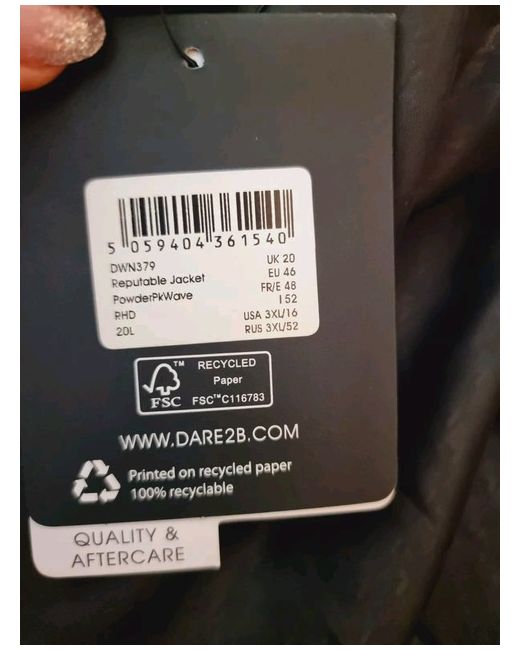 5 059404 361540
DWN379
Reputable Jacket
PowderPkWave
RHD
20L
UK 20
EU 46
FR/E 48
I 52
USA 3XL/16
RUS 3XL/52
TM
RECYCLED
Paper
FSC
FSC™C116783
WWW.DARE2B.COM
Printed on recycled paper
100% recyclable
QUALITY &
AFTERCARE